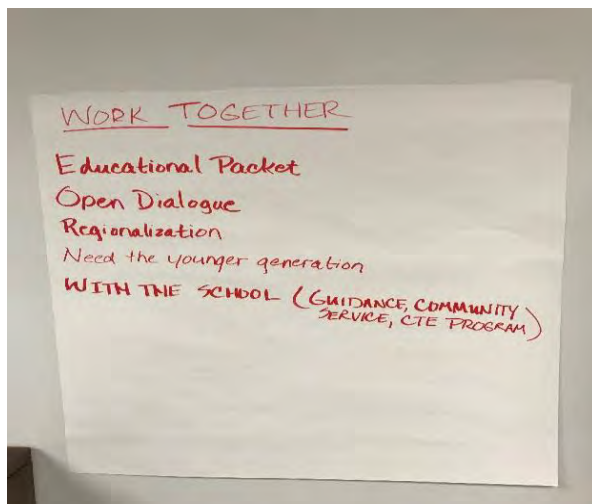 WORK TOGETHER
Educational Packet
Open Dialogue
Regionalization
Need the younger generation
WITH THE SCHOOL (GUIDANCE, COMMUNITY
SERVICE, CTE PROGRAM)